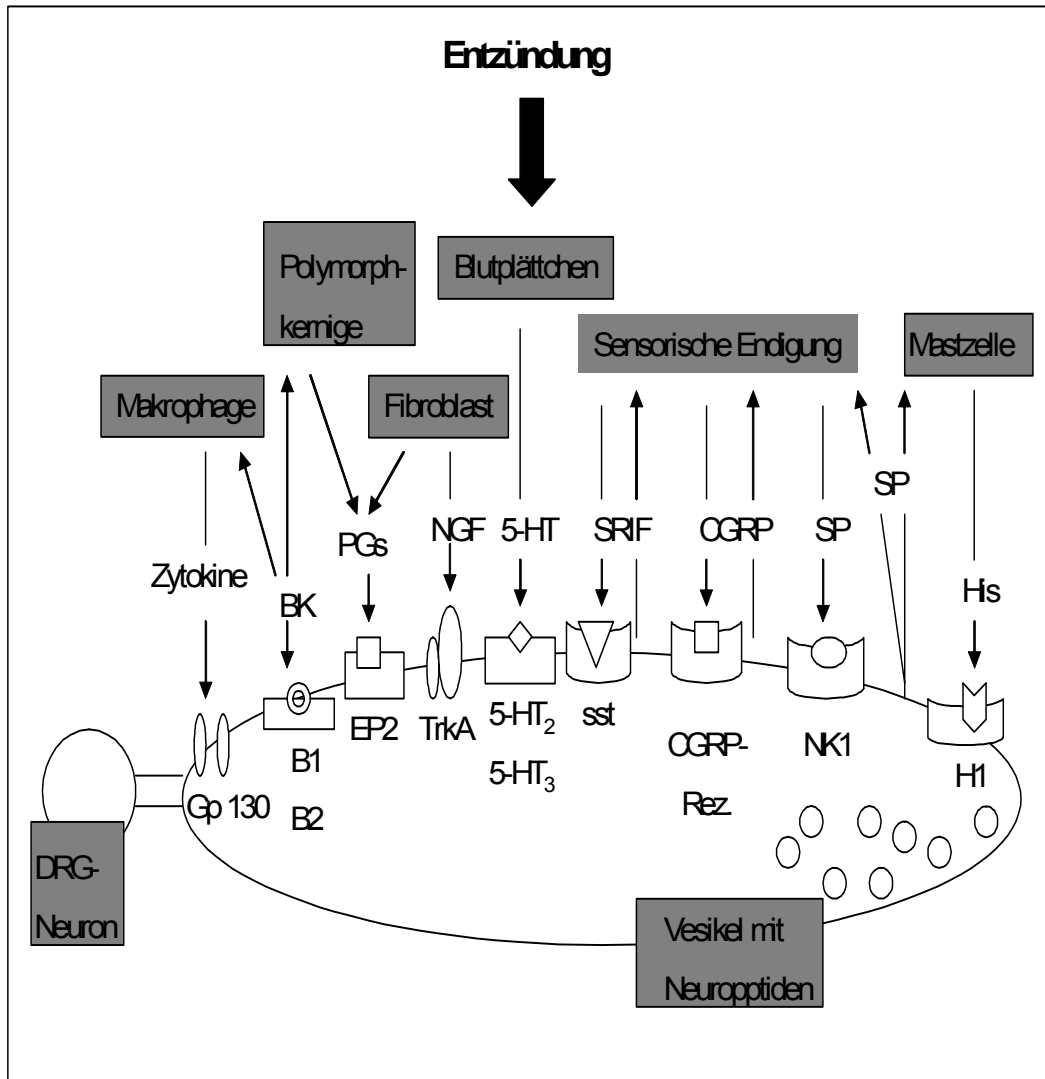 Entzündung
Polymorph-
kernige
Blutplättchen
Sensorische Endigung
Mastzelle
Makrophage
Fibroblast
SP
PGs
NGF
5-HT
SRIF
CGRP
SP
Zytokine
BK
His
Gp 130
B1
B2
EP2
TrkA
5-HT₂
5-HT₃
sst
CGRP-
Rez.
NK1
H1
DRG-
Neuron
Vesikel mit
Neuropptiden